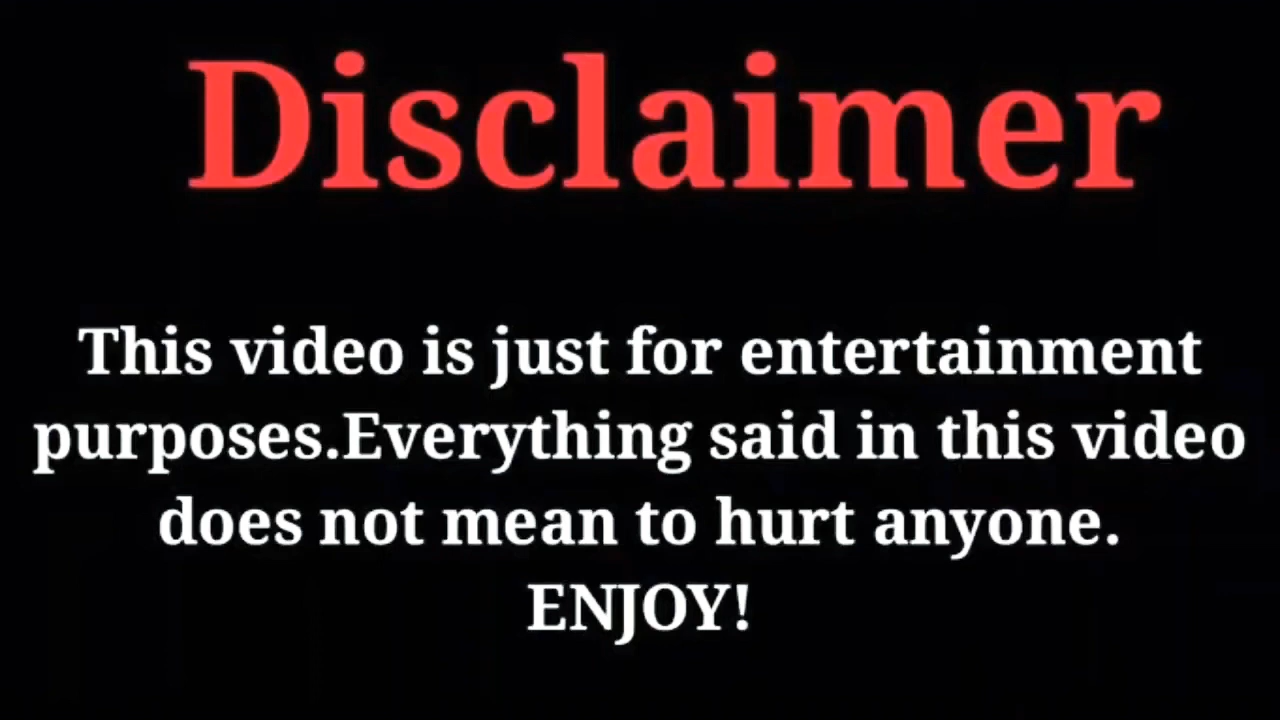 Disclaimer
This video is just for entertainment
purposes.Everything said in this video
does not mean to hurt anyone.
ENJOY!